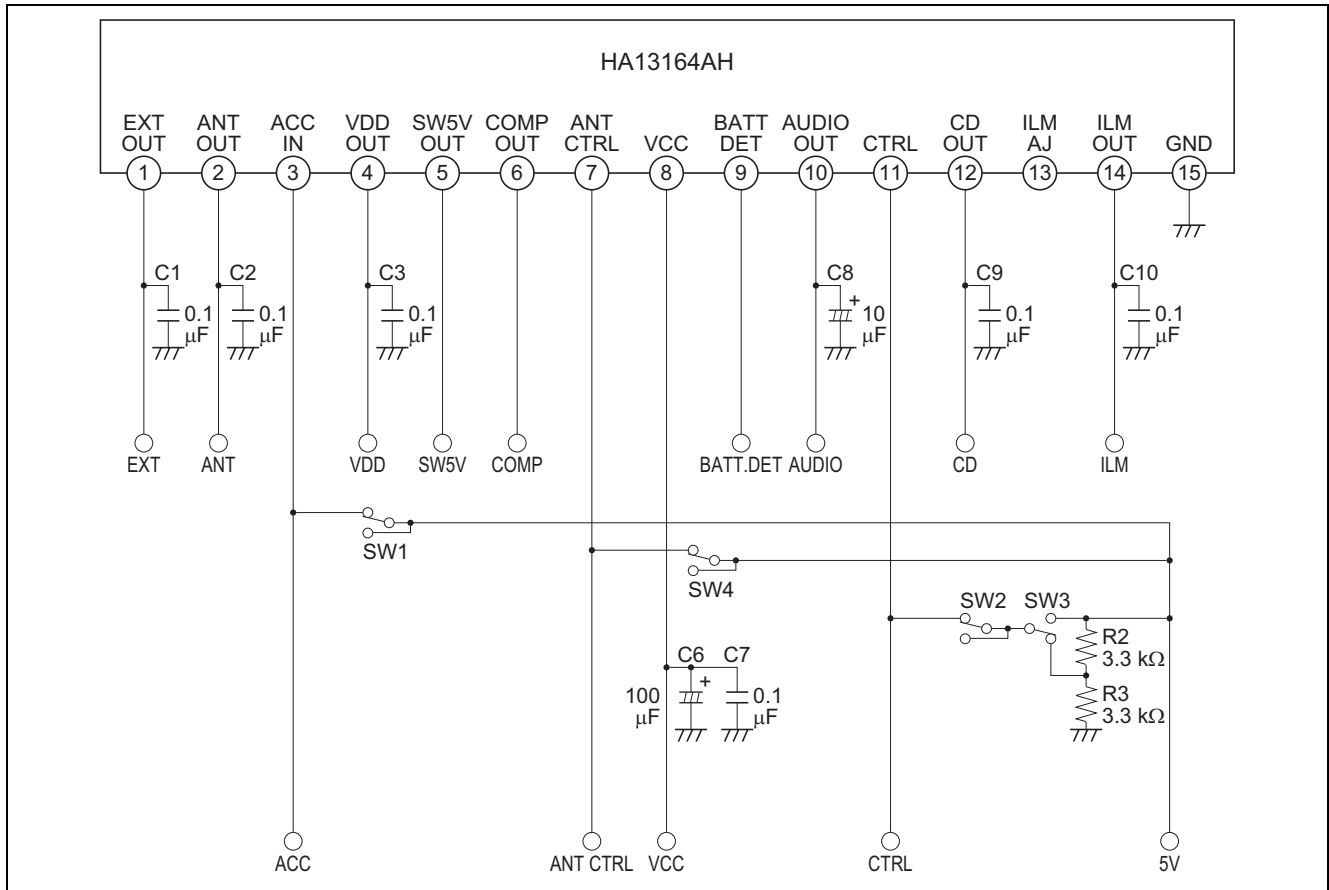 HA13164AH
EXT OUT
ANT OUT
ACC IN
VDD OUT
SW5V OUT
COMP OUT
ANT CTRL
VCC
BATT DET
AUDIO OUT
CTRL
CD OUT
ILM AJ
ILM OUT
GND
1 2 3 4 5 6 7 8 9 10 11 12 13 14 15
C1
0.1
μF
C2
0.1
μF
C3
0.1
μF
C8
+
10
μF
C9
0.1
μF
C10
0.1
μF
EXT
ANT
VDD
SW5V
COMP
BATT.DET
AUDIO
CD
ILM
SW1
SW4
SW2
SW3
R2
3.3 kΩ
R3
3.3 kΩ
C6
+
100
μF
C7
0.1
μF
ACC
ANT CTRL
VCC
CTRL
5V